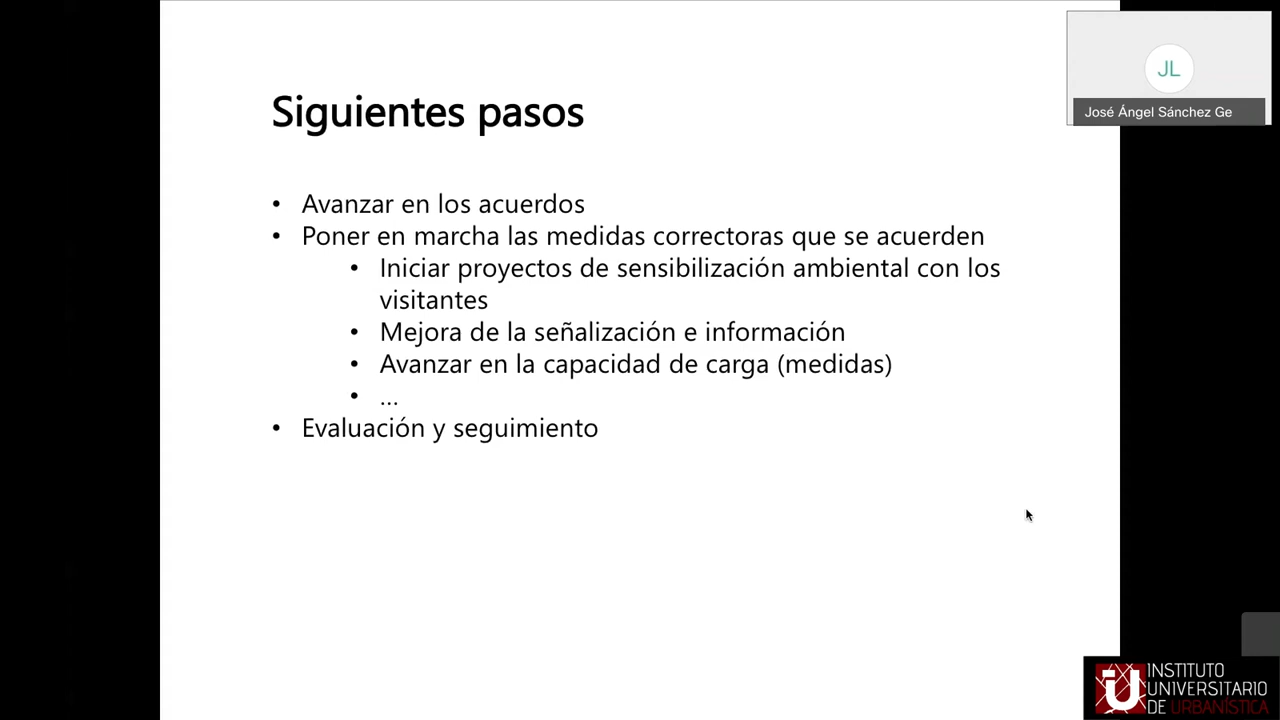 JL
José Ángel Sánchez Ge
Siguientes pasos
• Avanzar en los acuerdos
• Poner en marcha las medidas correctoras que se acuerden
• Iniciar proyectos de sensibilización ambiental con los
visitantes
• Mejora de la señalización e información
• Avanzar en la capacidad de carga (medidas)
• ...
• Evaluación y seguimiento
INSTITUTO
UNIVERSITARIO
DE URBANÍSTICA